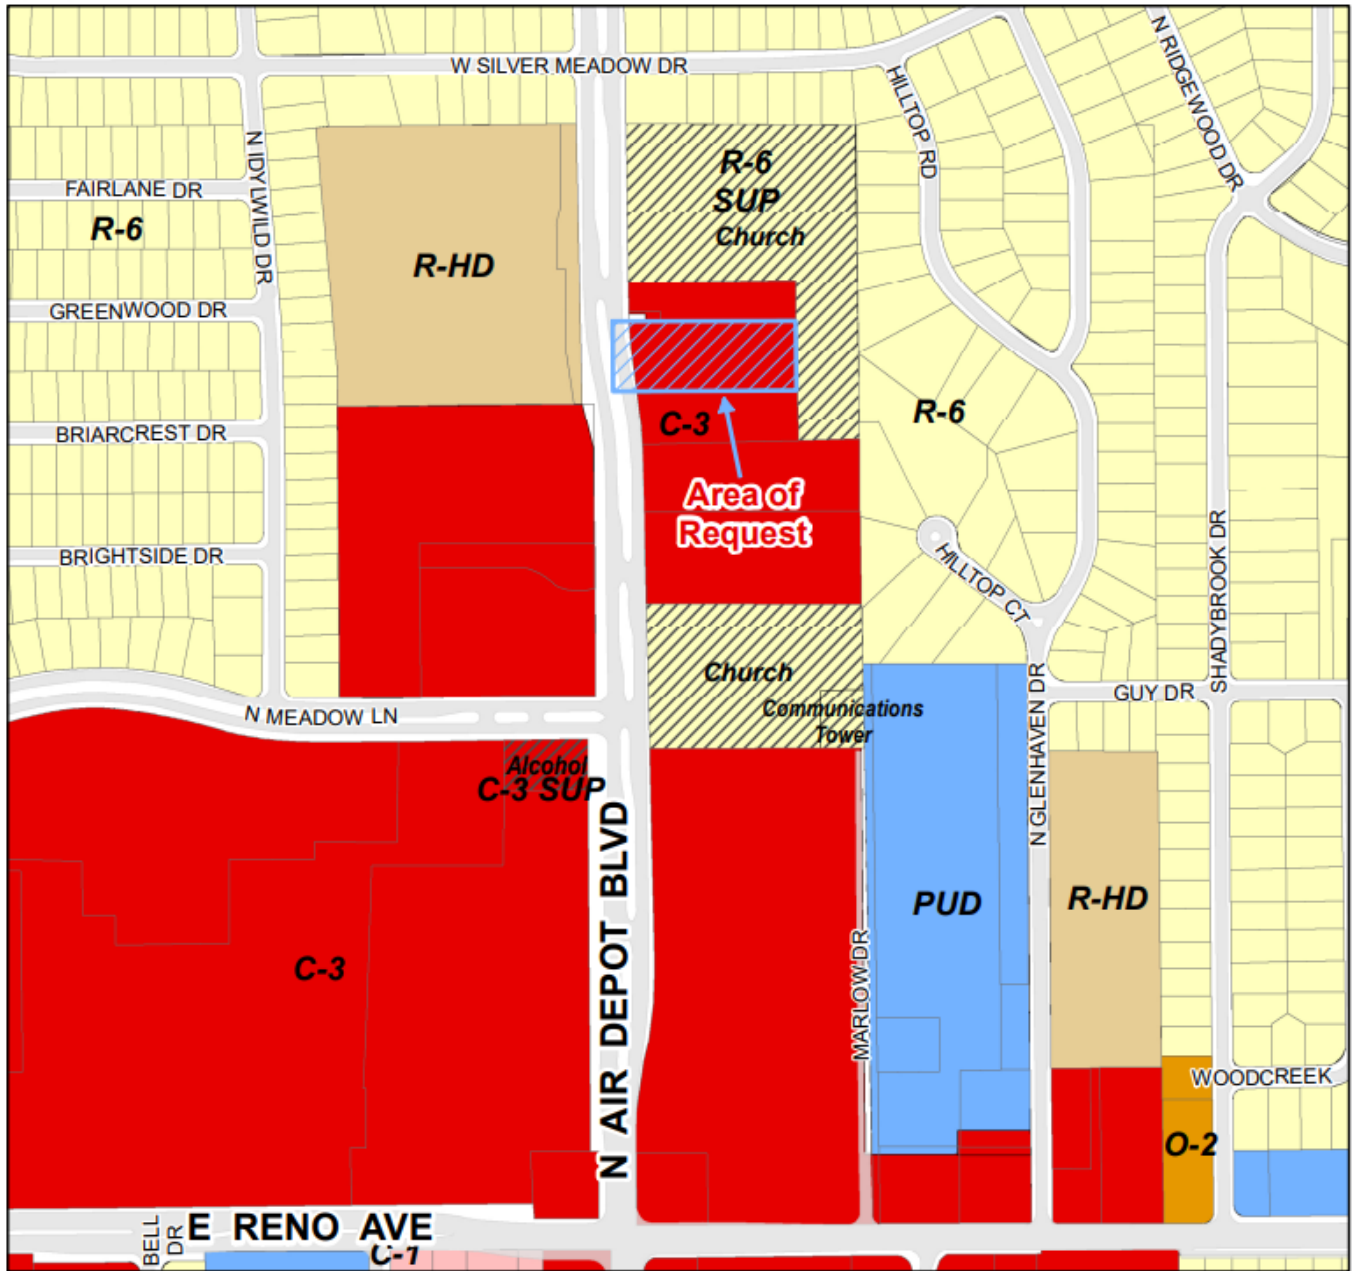 W SILVER MEADOW DR
N RIDGEWOOD DR
HILLTOP RD
N IDYLWILD DR
R-6
SUP
Church
FAIRLANE DR
R-6
R-HD
GREENWOOD DR
R-6
C-3
BRIARCREST DR
Area of
Request
BRIGHTSIDE DR
HILLTOP CT
SHADYBROOK DR
Church
Communications
Tower
GUY DR
N MEADOW LN
N GLENHAVEN DR
Alcohol
C-3 SUP
N AIR DEPOT BLVD
PUD
R-HD
MARLOW DR
C-3
WOODCREEK
O-2
BELL
DR
E RENO AVE
C-1